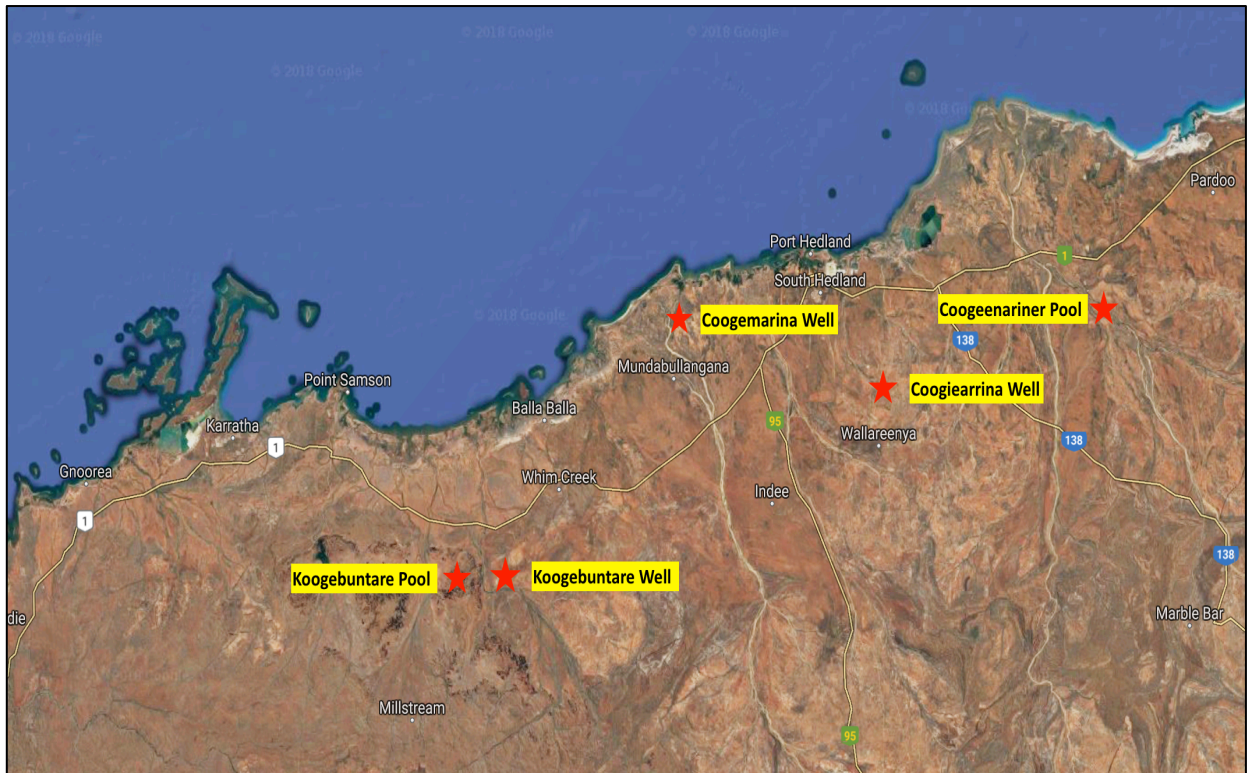 © 2018 Google
© 2018 Google
© 2018 Google
© 2018 Google
© 2018 Goo
Pardoo
Port Hedland
1
South Hedland
Coogeenariner Pool
© 2018 Google
Coogemarina Well
138
Mundabullangana
Point Samson
Coogiearrina Well
Balla Balla
95
Karratha
Wallareenya
138
1
Gnoorea
Whim Creek
Indee
1
138
Koogebuntare Pool
Koogebuntare Well
die
Marble Bar
Millstream
95